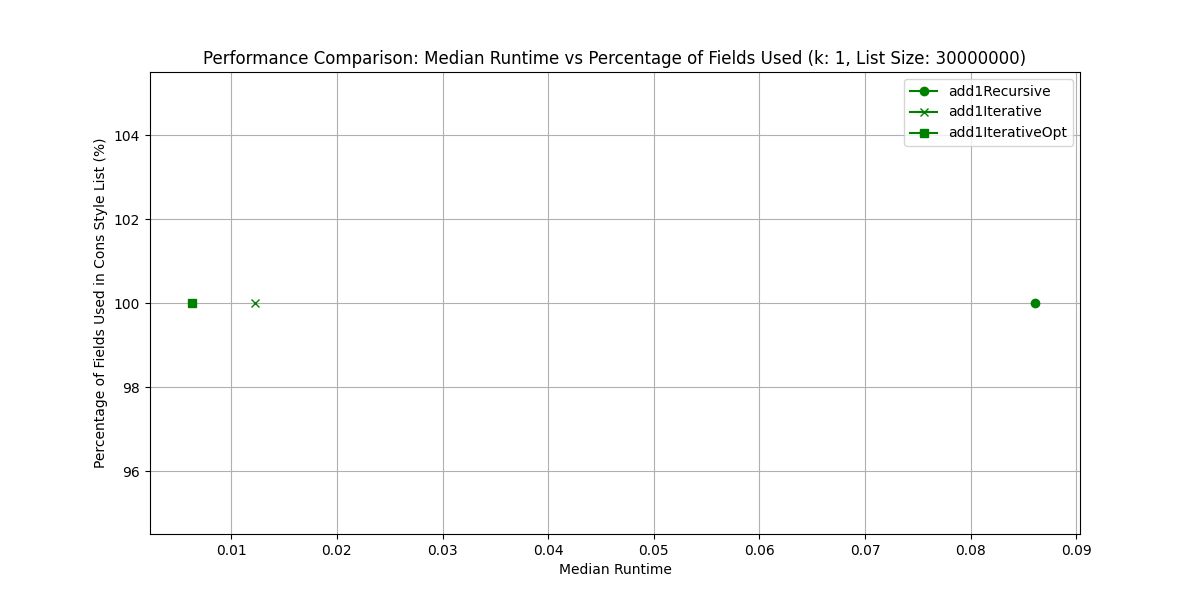 Performance Comparison: Median Runtime vs Percentage of Fields Used (k: 1, List Size: 30000000)
add1Recursive
add1Iterative
add1IterativeOpt
Percentage of Fields Used in Cons Style List (%)
104
102
100
98
96
0.01 0.02 0.03 0.04 0.05 0.06 0.07 0.08 0.09
Median Runtime